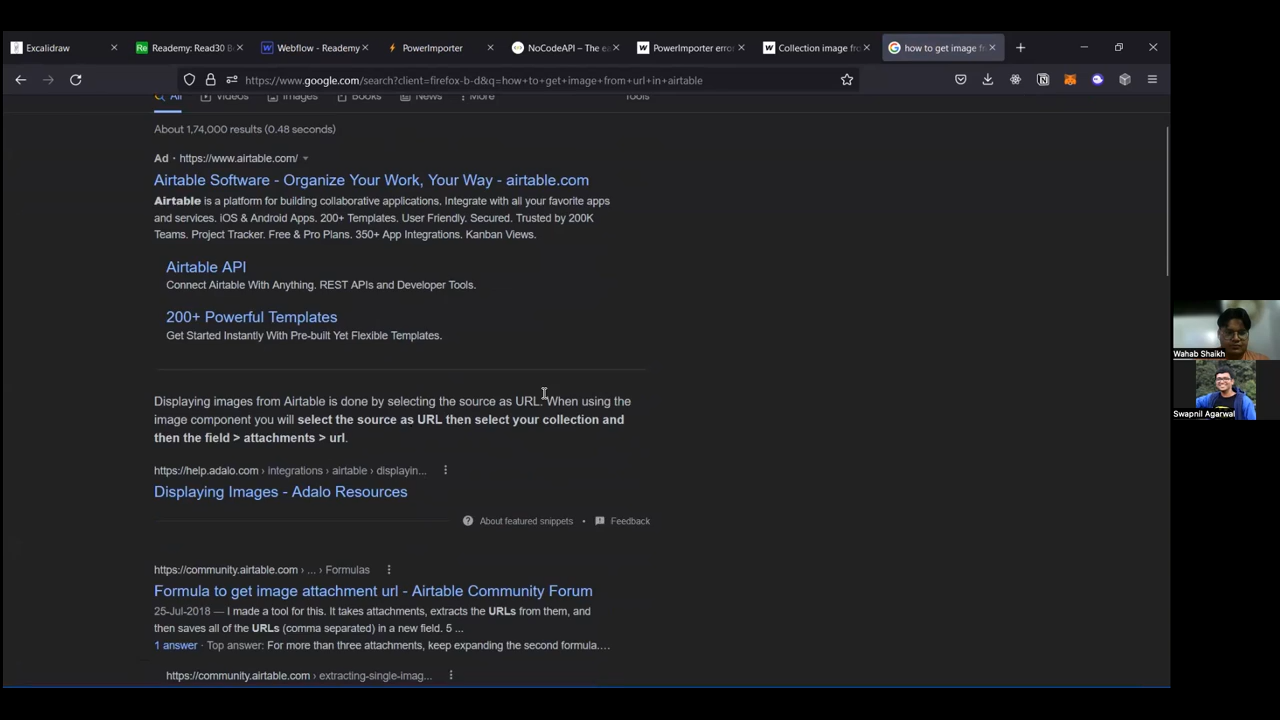 Excalidraw
Reademy: Read30 B
Webflow - Reademy
PowerImporter
NoCodeAPI – The ea
PowerImporter erro
Collection image fro
how to get image f
https://www.google.com/search?client=firefox-b-d&q=how+to+get+image+from+url+in+airtable
All
Videos
Images
Books
News
More
Tools
About 1,74,000 results (0.48 seconds)
Ad · https://www.airtable.com/
Airtable Software - Organize Your Work, Your Way - airtable.com
Airtable is a platform for building collaborative applications. Integrate with all your favorite apps
and services. iOS & Android Apps. 200+ Templates. User Friendly. Secured. Trusted by 200K
Teams. Project Tracker. Free & Pro Plans. 350+ App Integrations. Kanban Views.
Airtable API
Connect Airtable With Anything. REST APIs and Developer Tools.
200+ Powerful Templates
Get Started Instantly With Pre-built Yet Flexible Templates.
Displaying images from Airtable is done by selecting the source as URL. When using the
image component you will select the source as URL then select your collection and
then the field > attachments > url.
https://help.adalo.com › integrations › airtable › displayin...
Displaying Images - Adalo Resources
About featured snippets • Feedback
https://community.airtable.com › ... › Formulas
Formula to get image attachment url - Airtable Community Forum
25-Jul-2018 — I made a tool for this. It takes attachments, extracts the URLs from them, and
then saves all of the URLs (comma separated) in a new field. 5 ...
1 answer · Top answer: For more than three attachments, keep expanding the second formula....
https://community.airtable.com › extracting-single-imag...
Wahab Shaikh
Swapnil Agarwal